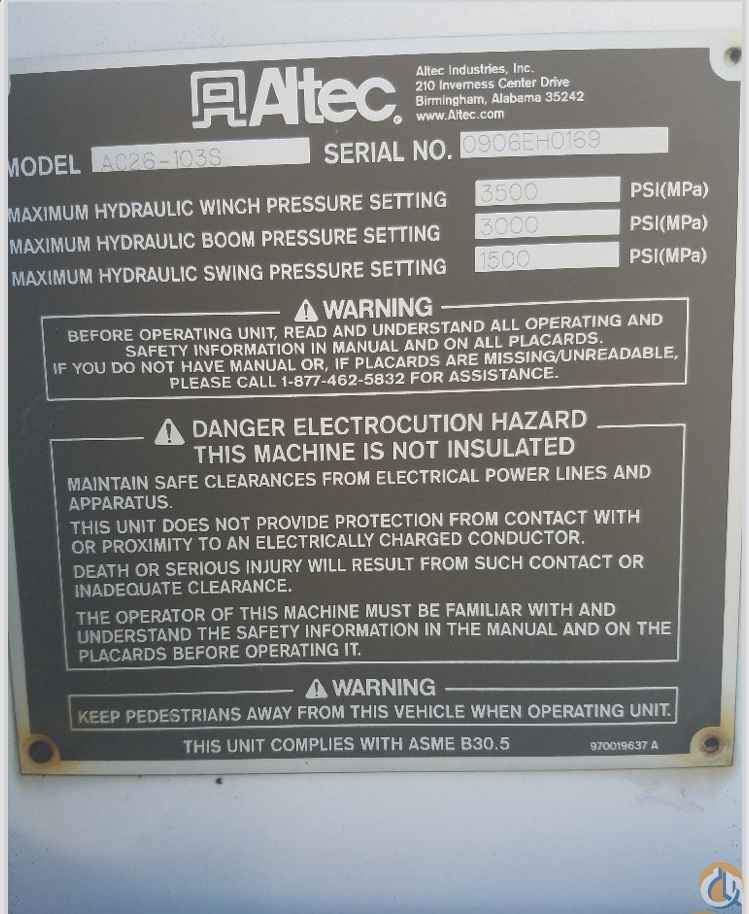 Altec
Altec Industries, Inc.
210 Inverness Center Drive
Birmingham, Alabama 35242
www.Altec.com
MODEL AC26-103S SERIAL NO. 0906EH0169
MAXIMUM HYDRAULIC WINCH PRESSURE SETTING 3500 PSI(MPa)
MAXIMUM HYDRAULIC BOOM PRESSURE SETTING 3000 PSI(MPa)
MAXIMUM HYDRAULIC SWING PRESSURE SETTING 1500 PSI(MPa)
WARNING
BEFORE OPERATING UNIT, READ AND UNDERSTAND ALL OPERATING AND
SAFETY INFORMATION IN MANUAL AND ON ALL PLACARDS.
IF YOU DO NOT HAVE MANUAL OR, IF PLACARDS ARE MISSING/UNREADABLE,
PLEASE CALL 1-877-462-5832 FOR ASSISTANCE.
DANGER ELECTROCUTION HAZARD
THIS MACHINE IS NOT INSULATED
MAINTAIN SAFE CLEARANCES FROM ELECTRICAL POWER LINES AND
APPARATUS.
THIS UNIT DOES NOT PROVIDE PROTECTION FROM CONTACT WITH
OR PROXIMITY TO AN ELECTRICALLY CHARGED CONDUCTOR.
DEATH OR SERIOUS INJURY WILL RESULT FROM SUCH CONTACT OR
INADEQUATE CLEARANCE.
THE OPERATOR OF THIS MACHINE MUST BE FAMILIAR WITH AND
UNDERSTAND THE SAFETY INFORMATION IN THE MANUAL AND ON THE
PLACARDS BEFORE OPERATING IT.
WARNING
KEEP PEDESTRIANS AWAY FROM THIS VEHICLE WHEN OPERATING UNIT.
THIS UNIT COMPLIES WITH ASME B30.5 970019637 A